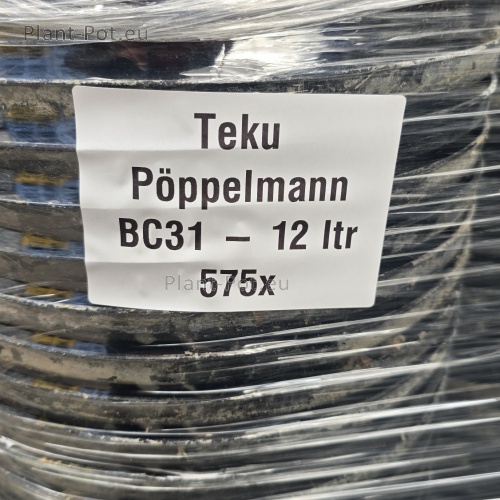 Plant-Pot.eu
Teku
Pöppelmann
BC31 – 12 ltr
575x
Plant-Pot.eu